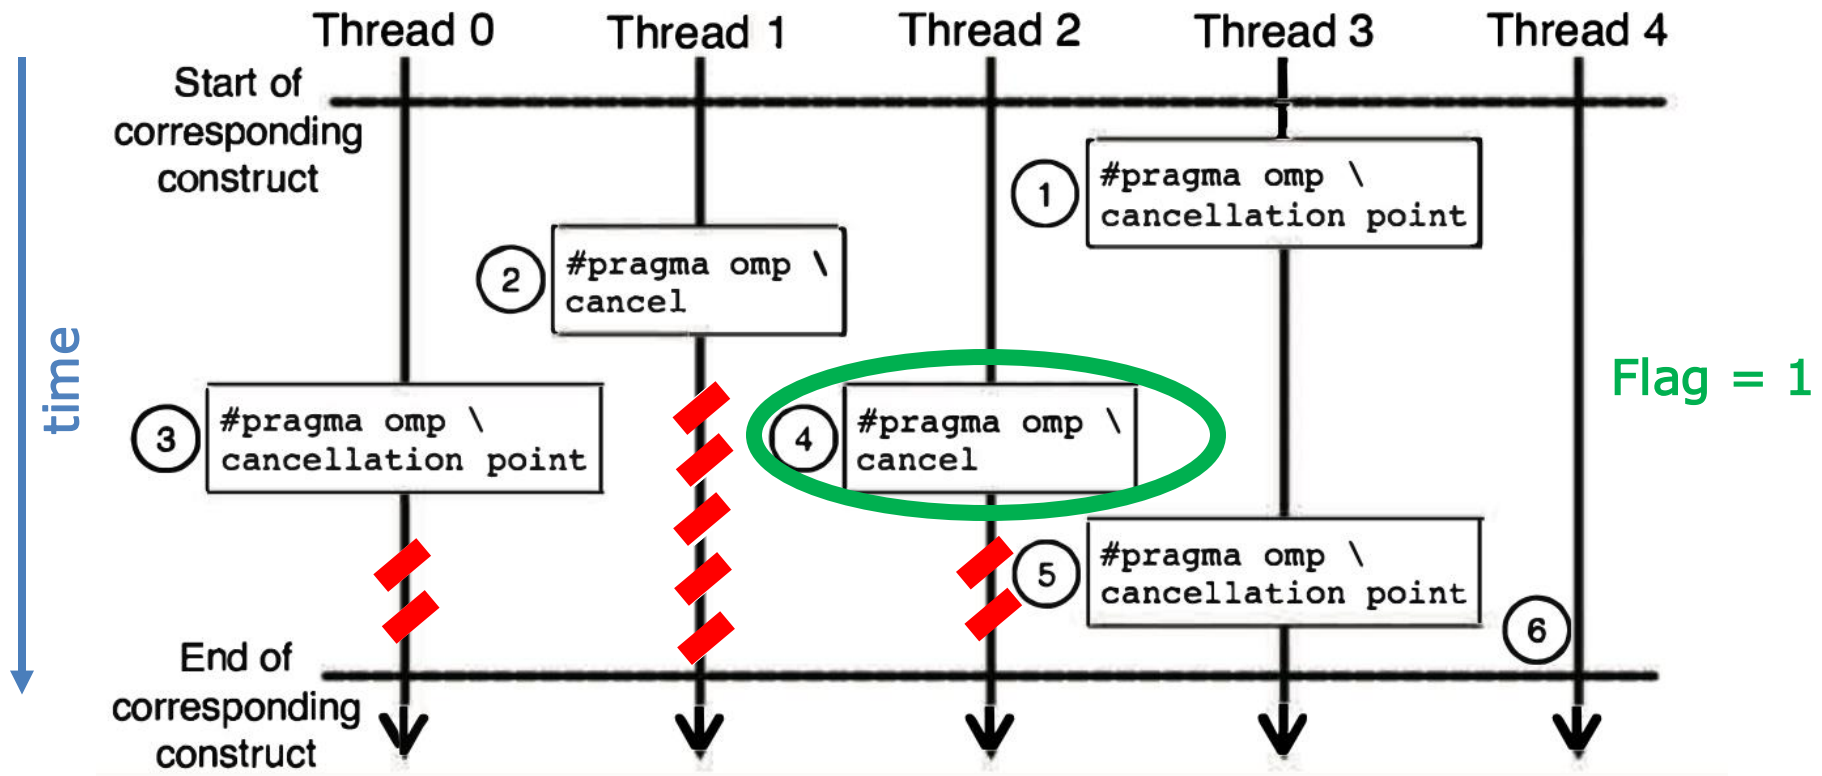 Thread 0
Thread 1
Thread 2
Thread 3
Thread 4
Start of
corresponding
construct
1
#pragma omp \
cancellation point
2
#pragma omp \
cancel
time
Flag = 1
3
#pragma omp \
cancellation point
4
#pragma omp \
cancel
5
#pragma omp \
cancellation point
6
End of
corresponding
construct